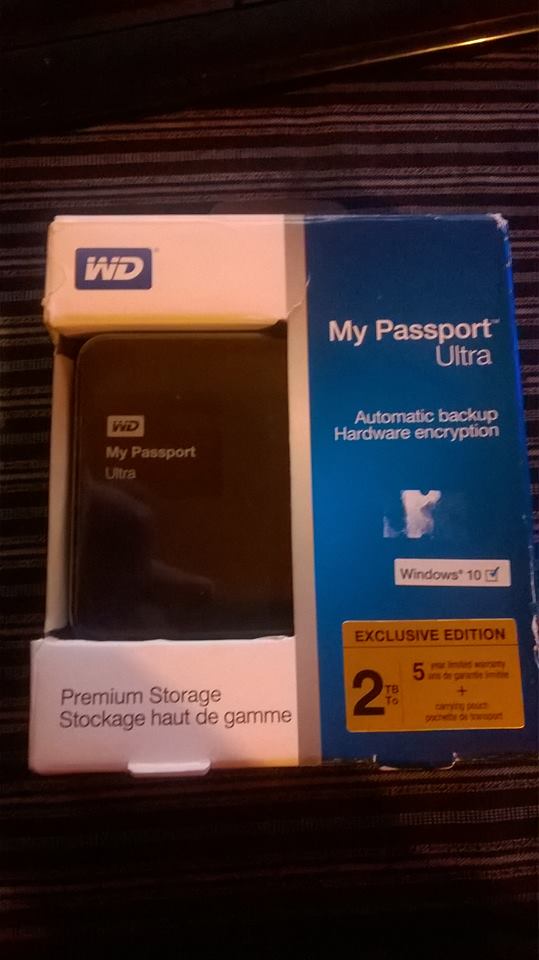 WD®
My Passport™
Ultra
Automatic backup
Hardware encryption
WD
My Passport
Ultra
Windows® 10
EXCLUSIVE EDITION
2 TB
To
5 year limited warranty
ans de garantie limitée
+
carrying pouch
pochette de transport
Premium Storage
Stockage haut de gamme